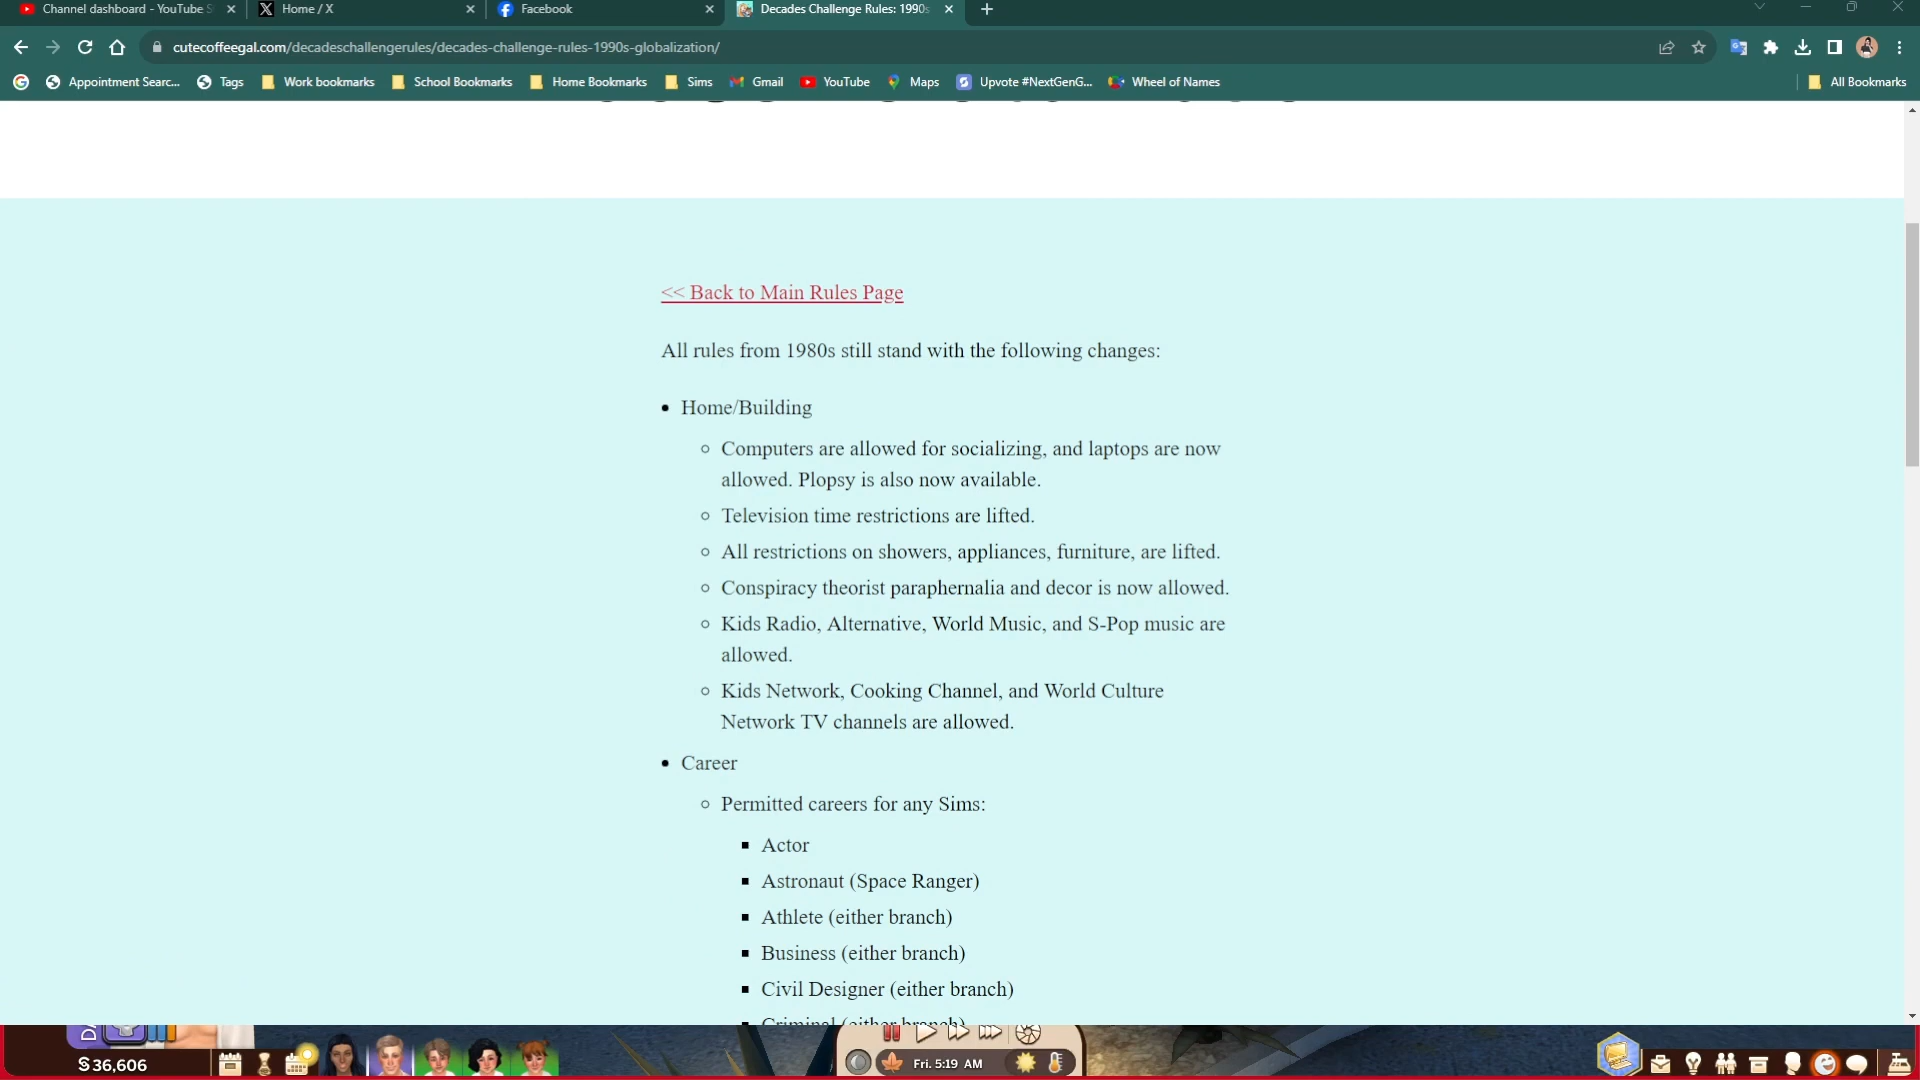 Channel dashboard - YouTube S
Home / X
Facebook
Decades Challenge Rules: 1990s
cutecoffeegal.com/decadeschallengerules/decades-challenge-rules-1990s-globalization/
Appointment Searc... Tags Work bookmarks School Bookmarks Home Bookmarks Sims Gmail YouTube Maps Upvote #NextGenG... Wheel of Names All Bookmarks
<< Back to Main Rules Page
All rules from 1980s still stand with the following changes:
Home/Building
Computers are allowed for socializing, and laptops are now
allowed. Plopsy is also now available.
Television time restrictions are lifted.
All restrictions on showers, appliances, furniture, are lifted.
Conspiracy theorist paraphernalia and decor is now allowed.
Kids Radio, Alternative, World Music, and S-Pop music are
allowed.
Kids Network, Cooking Channel, and World Culture
Network TV channels are allowed.
Career
Permitted careers for any Sims:
Actor
Astronaut (Space Ranger)
Athlete (either branch)
Business (either branch)
Civil Designer (either branch)
Criminal (either branch)
§36,606
Fri. 5:19 AM